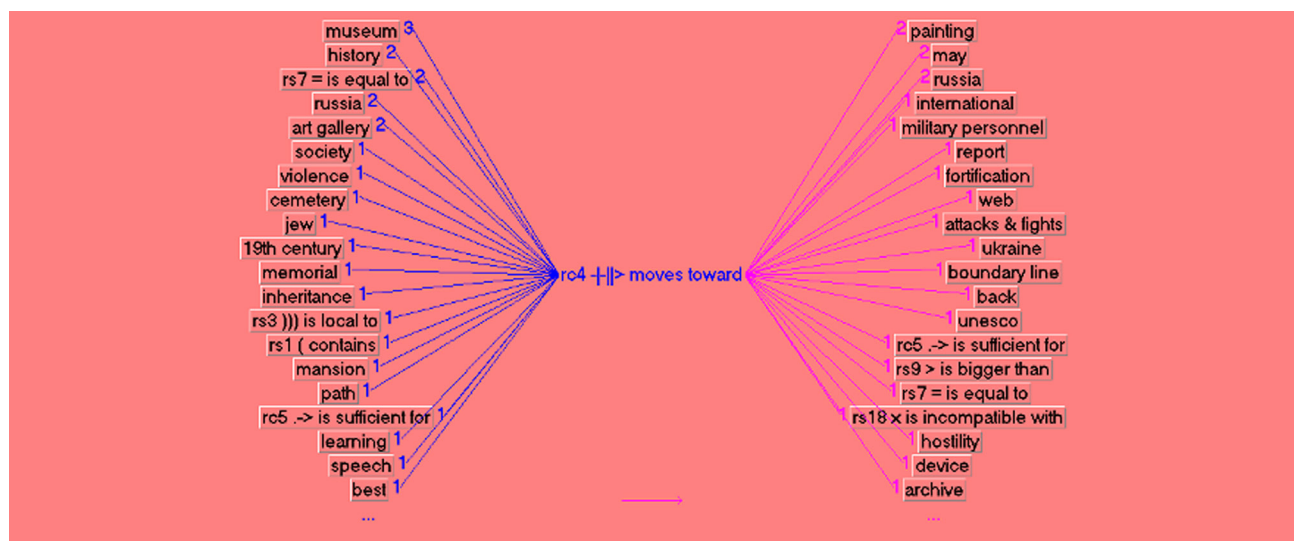 museum 3
history 2
rs7 = is equal to 2
russia 2
art gallery 2
society 1
violence 1
cemetery 1
jew 1
19th century 1
memorial 1
inheritance 1
rs3 ))) is local to 1
rs1 ( contains 1
mansion 1
path 1
rc5 .-> is sufficient for 1
learning 1
speech 1
best 1
...
rc4 -|-||> moves toward
2 painting
2 may
2 russia
1 international
1 military personnel
1 report
1 fortification
1 web
1 attacks & fights
1 ukraine
1 boundary line
1 back
1 unesco
1 rc5 .-> is sufficient for
1 rs9 > is bigger than
1 rs7 = is equal to
1 rs18 x is incompatible with
1 hostility
1 device
1 archive
...